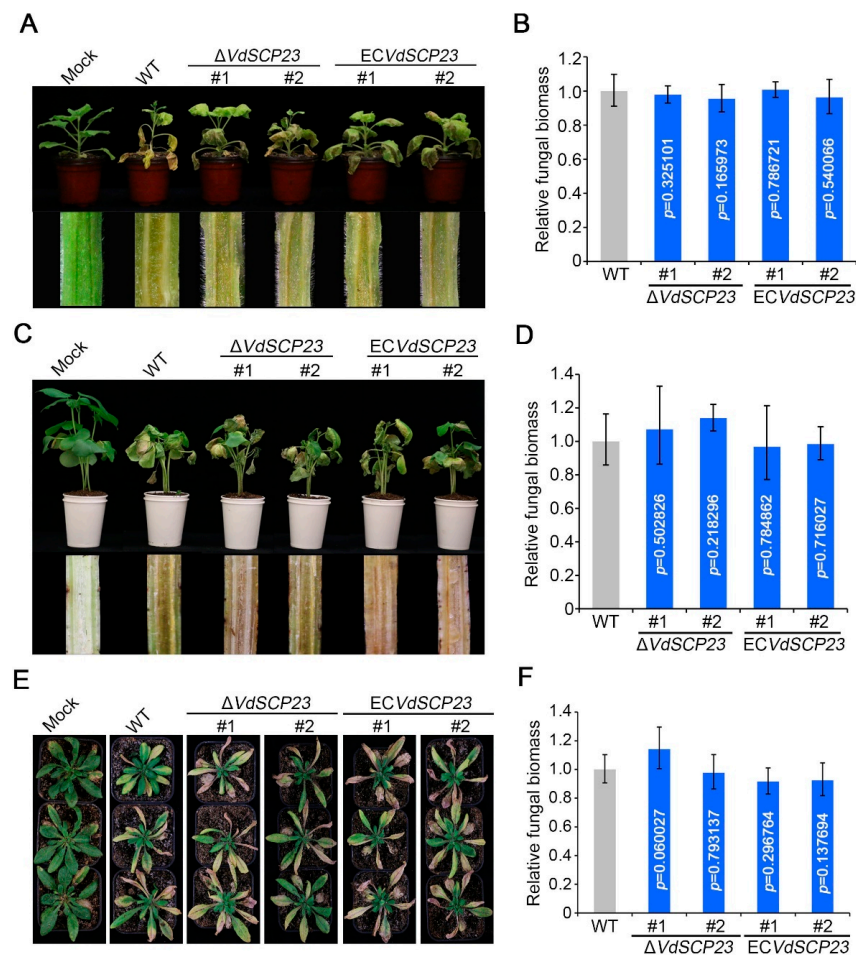 A
Mock
WT
ΔVdSCP23
#1
#2
ECVdSCP23
#1
#2
B
Relative fungal biomass
1.2
1.0
0.8
0.6
0.4
0.2
0
p=0.325101
p=0.165973
p=0.786721
p=0.540066
WT
#1
#2
#1
#2
ΔVdSCP23
ECVdSCP23
C
Mock
WT
ΔVdSCP23
#1
#2
ECVdSCP23
#1
#2
D
Relative fungal biomass
1.4
1.2
1.0
0.8
0.6
0.4
0.2
0
p=0.502826
p=0.218296
p=0.784862
p=0.716027
WT
#1
#2
#1
#2
ΔVdSCP23
ECVdSCP23
E
Mock
WT
ΔVdSCP23
#1
#2
ECVdSCP23
#1
#2
F
Relative fungal biomass
1.4
1.2
1.0
0.8
0.6
0.4
0.2
0
p=0.060027
p=0.793137
p=0.296764
p=0.137694
WT
#1
#2
#1
#2
ΔVdSCP23
ECVdSCP23